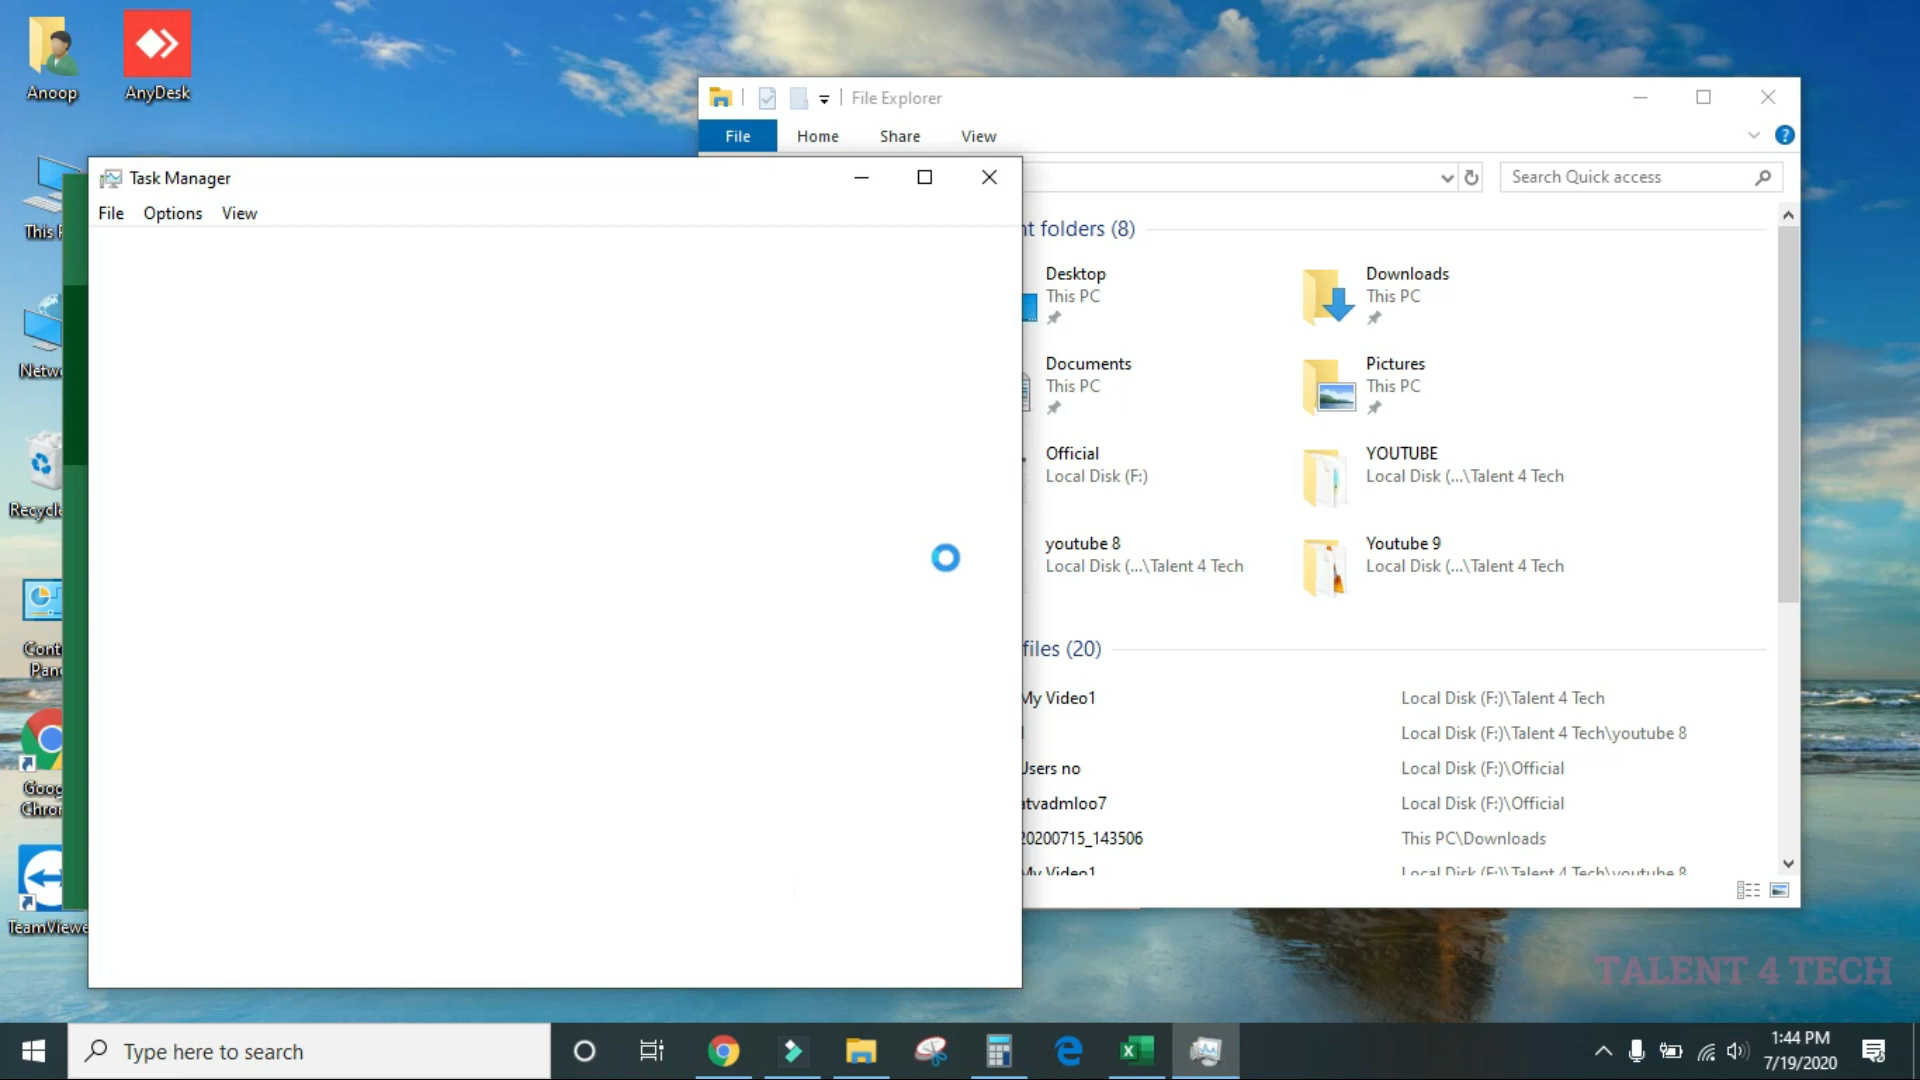 Anoop
AnyDesk
File Explorer
File
Home
Share
View
Task Manager
File
Options
View
Search Quick access
folders (8)
Desktop
This PC
Downloads
This PC
Documents
This PC
Pictures
This PC
Official
Local Disk (F:)
YOUTUBE
Local Disk (...\Talent 4 Tech
youtube 8
Local Disk (...\Talent 4 Tech
Youtube 9
Local Disk (...\Talent 4 Tech
files (20)
My Video1
Local Disk (F:)\Talent 4 Tech
Local Disk (F:)\Talent 4 Tech\youtube 8
Users no
Local Disk (F:)\Official
atvadmloo7
Local Disk (F:)\Official
20200715_143506
This PC\Downloads
My Video1
Local Disk (F:)\Talent 4 Tech\youtube 8
This
Netw
Recycle
Cont
Pan
Goog
Chro
TeamViewe
TALENT 4 TECH
Type here to search
1:44 PM
7/19/2020